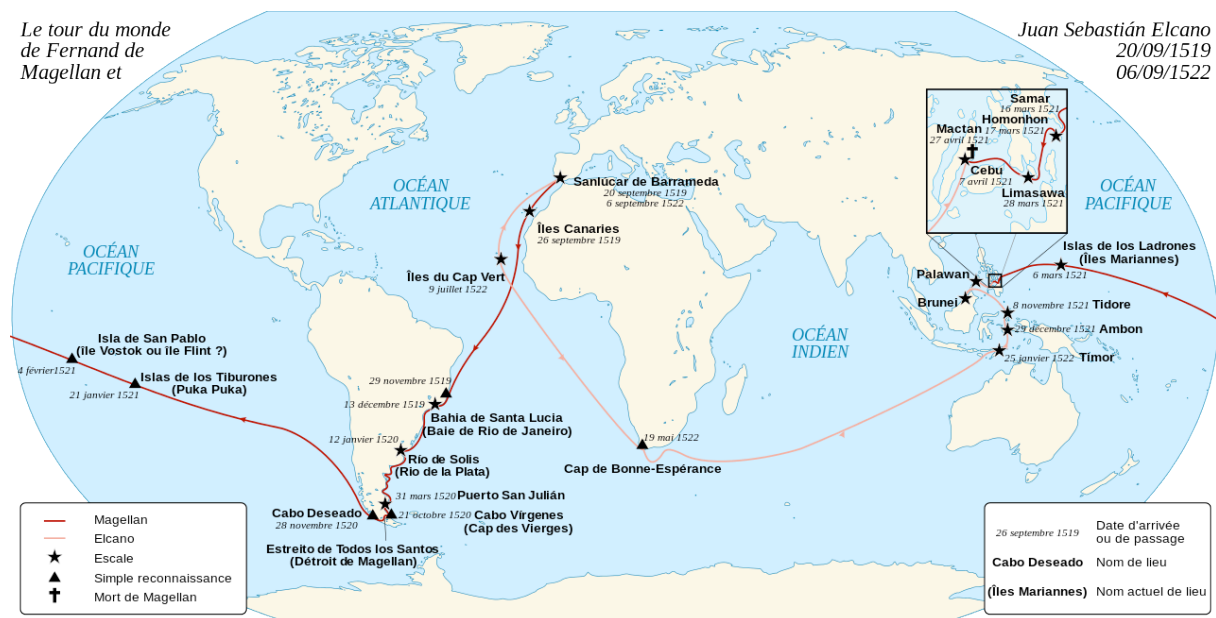 Le tour du monde
de Fernand de
Magellan et
Juan Sebastián Elcano
20/09/1519
06/09/1522
Samar
16 mars 1521
Homonhon
17 mars 1521
Mactan
27 avril 1521
Cebu
7 avril 1521
Limasawa
28 mars 1521
OCÉAN
ATLANTIQUE
OCÉAN
PACIFIQUE
Sanlúcar de Barrameda
20 septembre 1519
6 septembre 1522
Îles Canaries
26 septembre 1519
OCÉAN
PACIFIQUE
Islas de los Ladrones
(Îles Mariannes)
6 mars 1521
Îles du Cap Vert
9 juillet 1522
Palawan
Brunei
8 novembre 1521 Tidore
29 décembre 1521 Ambon
25 janvier 1522 Timor
OCÉAN
INDIEN
Isla de San Pablo
(île Vostok ou île Flint ?)
4 février1521
Islas de los Tiburones
(Puka Puka)
21 janvier 1521
29 novembre 1519
13 décembre 1519
Bahia de Santa Lucia
(Baie de Rio de Janeiro)
12 janvier 1520
Río de Solis
(Rio de la Plata)
19 mai 1522
Cap de Bonne-Espérance
31 mars 1520 Puerto San Julián
Cabo Deseado
28 novembre 1520
21 octobre 1520 Cabo Vírgenes
(Cap des Vierges)
Estreito de Todos los Santos
(Détroit de Magellan)
Magellan
Elcano
Escale
Simple reconnaissance
Mort de Magellan
26 septembre 1519 Date d'arrivée
ou de passage
Cabo Deseado Nom de lieu
(Îles Mariannes) Nom actuel de lieu